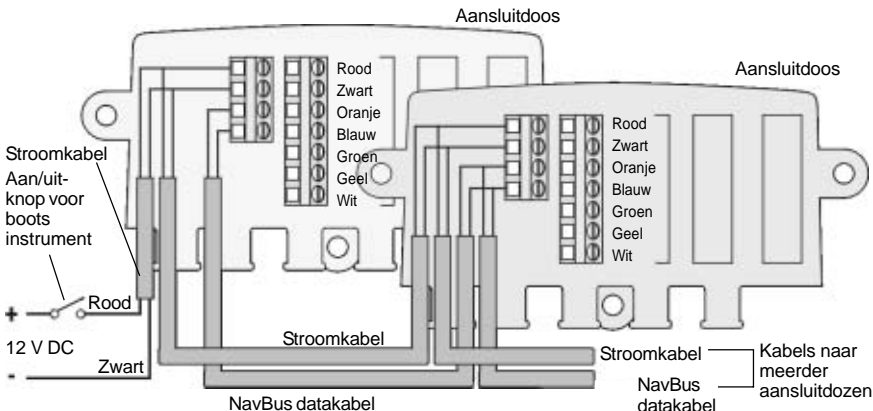 Aansluitdoos
Aansluitdoos
Rood
Zwart
Oranje
Blauw
Groen
Geel
Wit
Rood
Zwart
Oranje
Blauw
Groen
Geel
Wit
Stroomkabel
Aan/uit-
knop voor
boots
instrument
+
Rood
12 V DC
Zwart
-
Stroomkabel
NavBus datakabel
Stroomkabel
NavBus
datakabel
Kabels naar
meerder
aansluitdozen